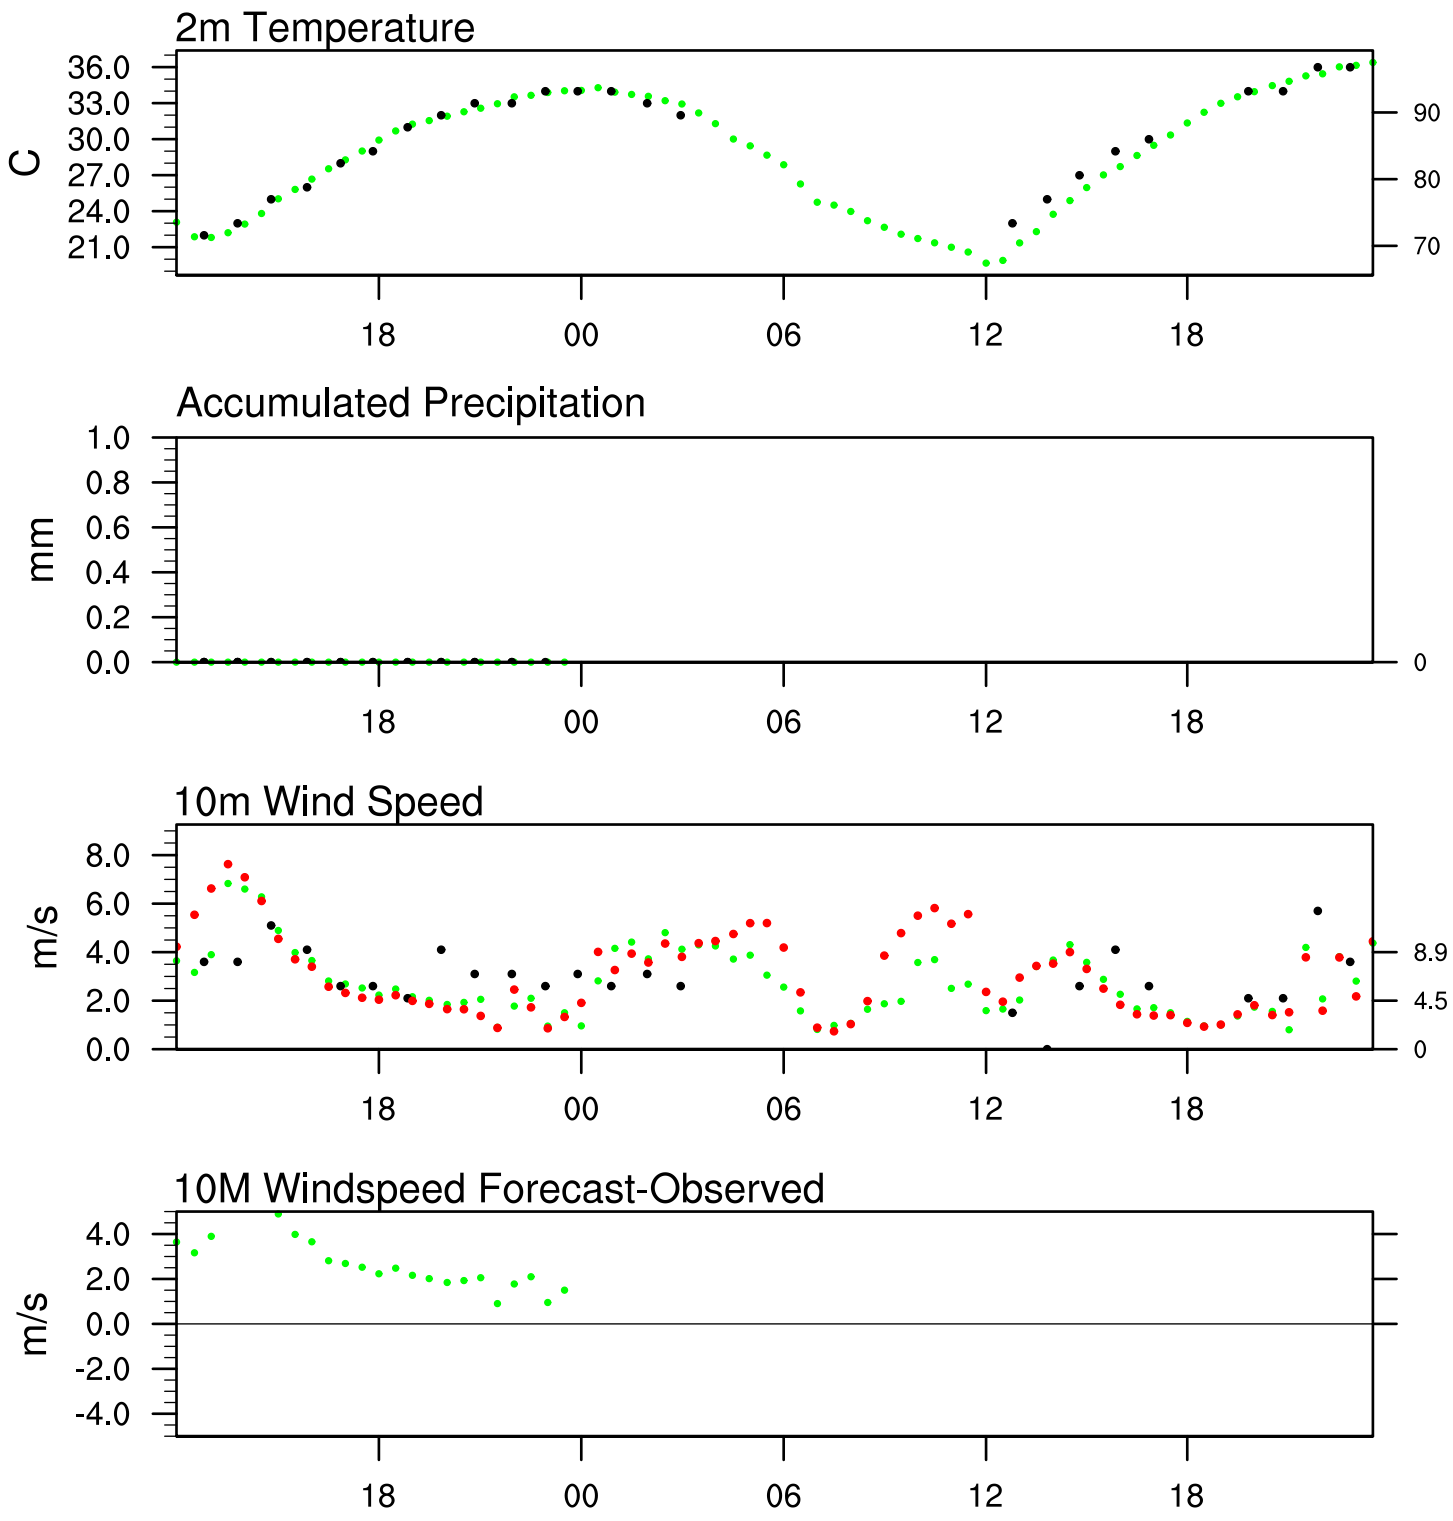 2m Temperature
36.0
33.0
30.0
27.0
24.0
21.0
C
90
80
70
18 00 06 12 18
Accumulated Precipitation
1.0
0.8
0.6
0.4
0.2
0.0
mm
0
18 00 06 12 18
10m Wind Speed
8.0
6.0
4.0
2.0
0.0
m/s
8.9
4.5
0
18 00 06 12 18
10M Windspeed Forecast-Observed
4.0
2.0
0.0
-2.0
-4.0
m/s
18 00 06 12 18